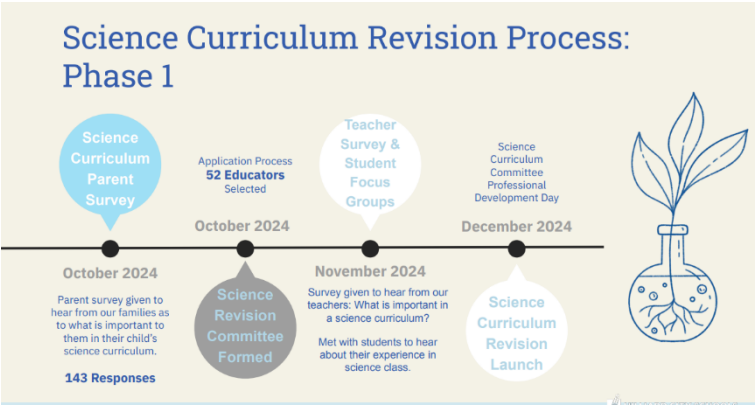 Science Curriculum Revision Process:
Phase 1
Science
Curriculum
Parent
Survey
October 2024
Parent survey given to
hear from our families as
to what is important to
them in their child's
science curriculum.
143 Responses
Application Process
52 Educators
Selected
October 2024
Science
Revision
Committee
Formed
Teacher
Survey &
Student
Focus
Groups
November 2024
Survey given to hear from our
teachers: What is important in
a science curriculum?
Met with students to hear
about their experience in
science class.
Science
Curriculum
Committee
Professional
Development Day
December 2024
Science
Curriculum
Revision
Launch